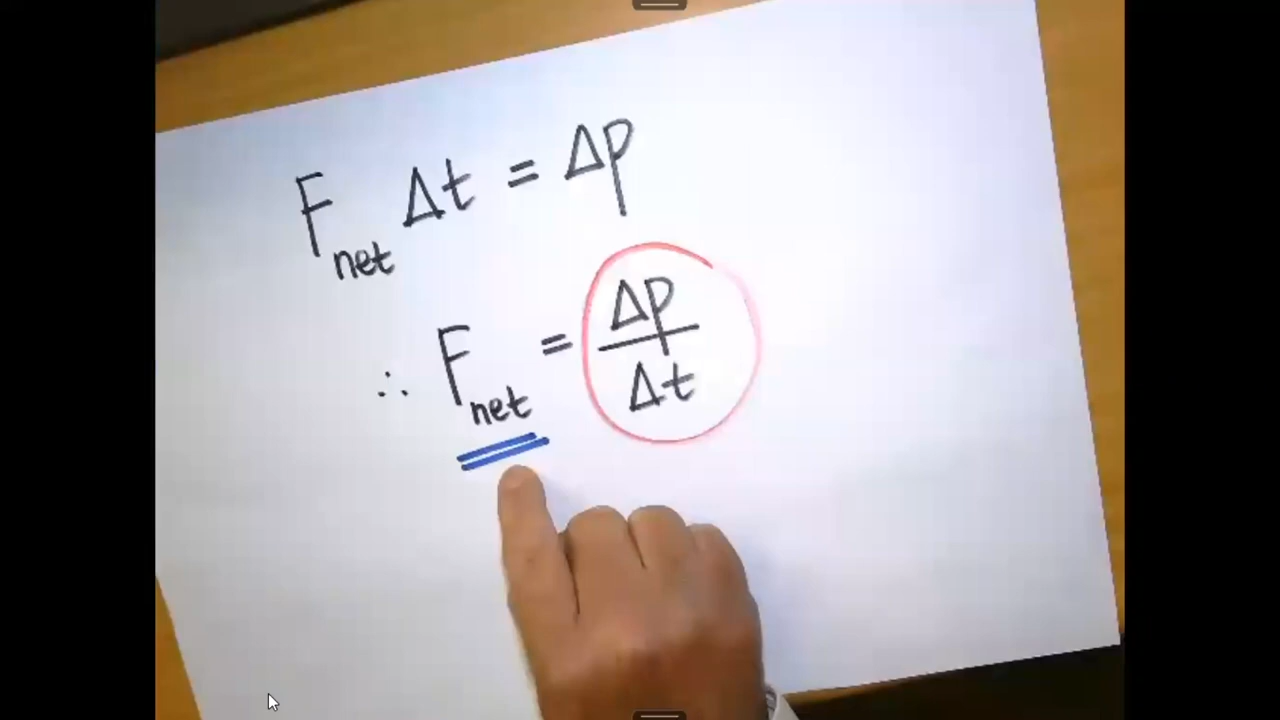 F_net Δt = Δp
∴ F_net = Δp/Δt